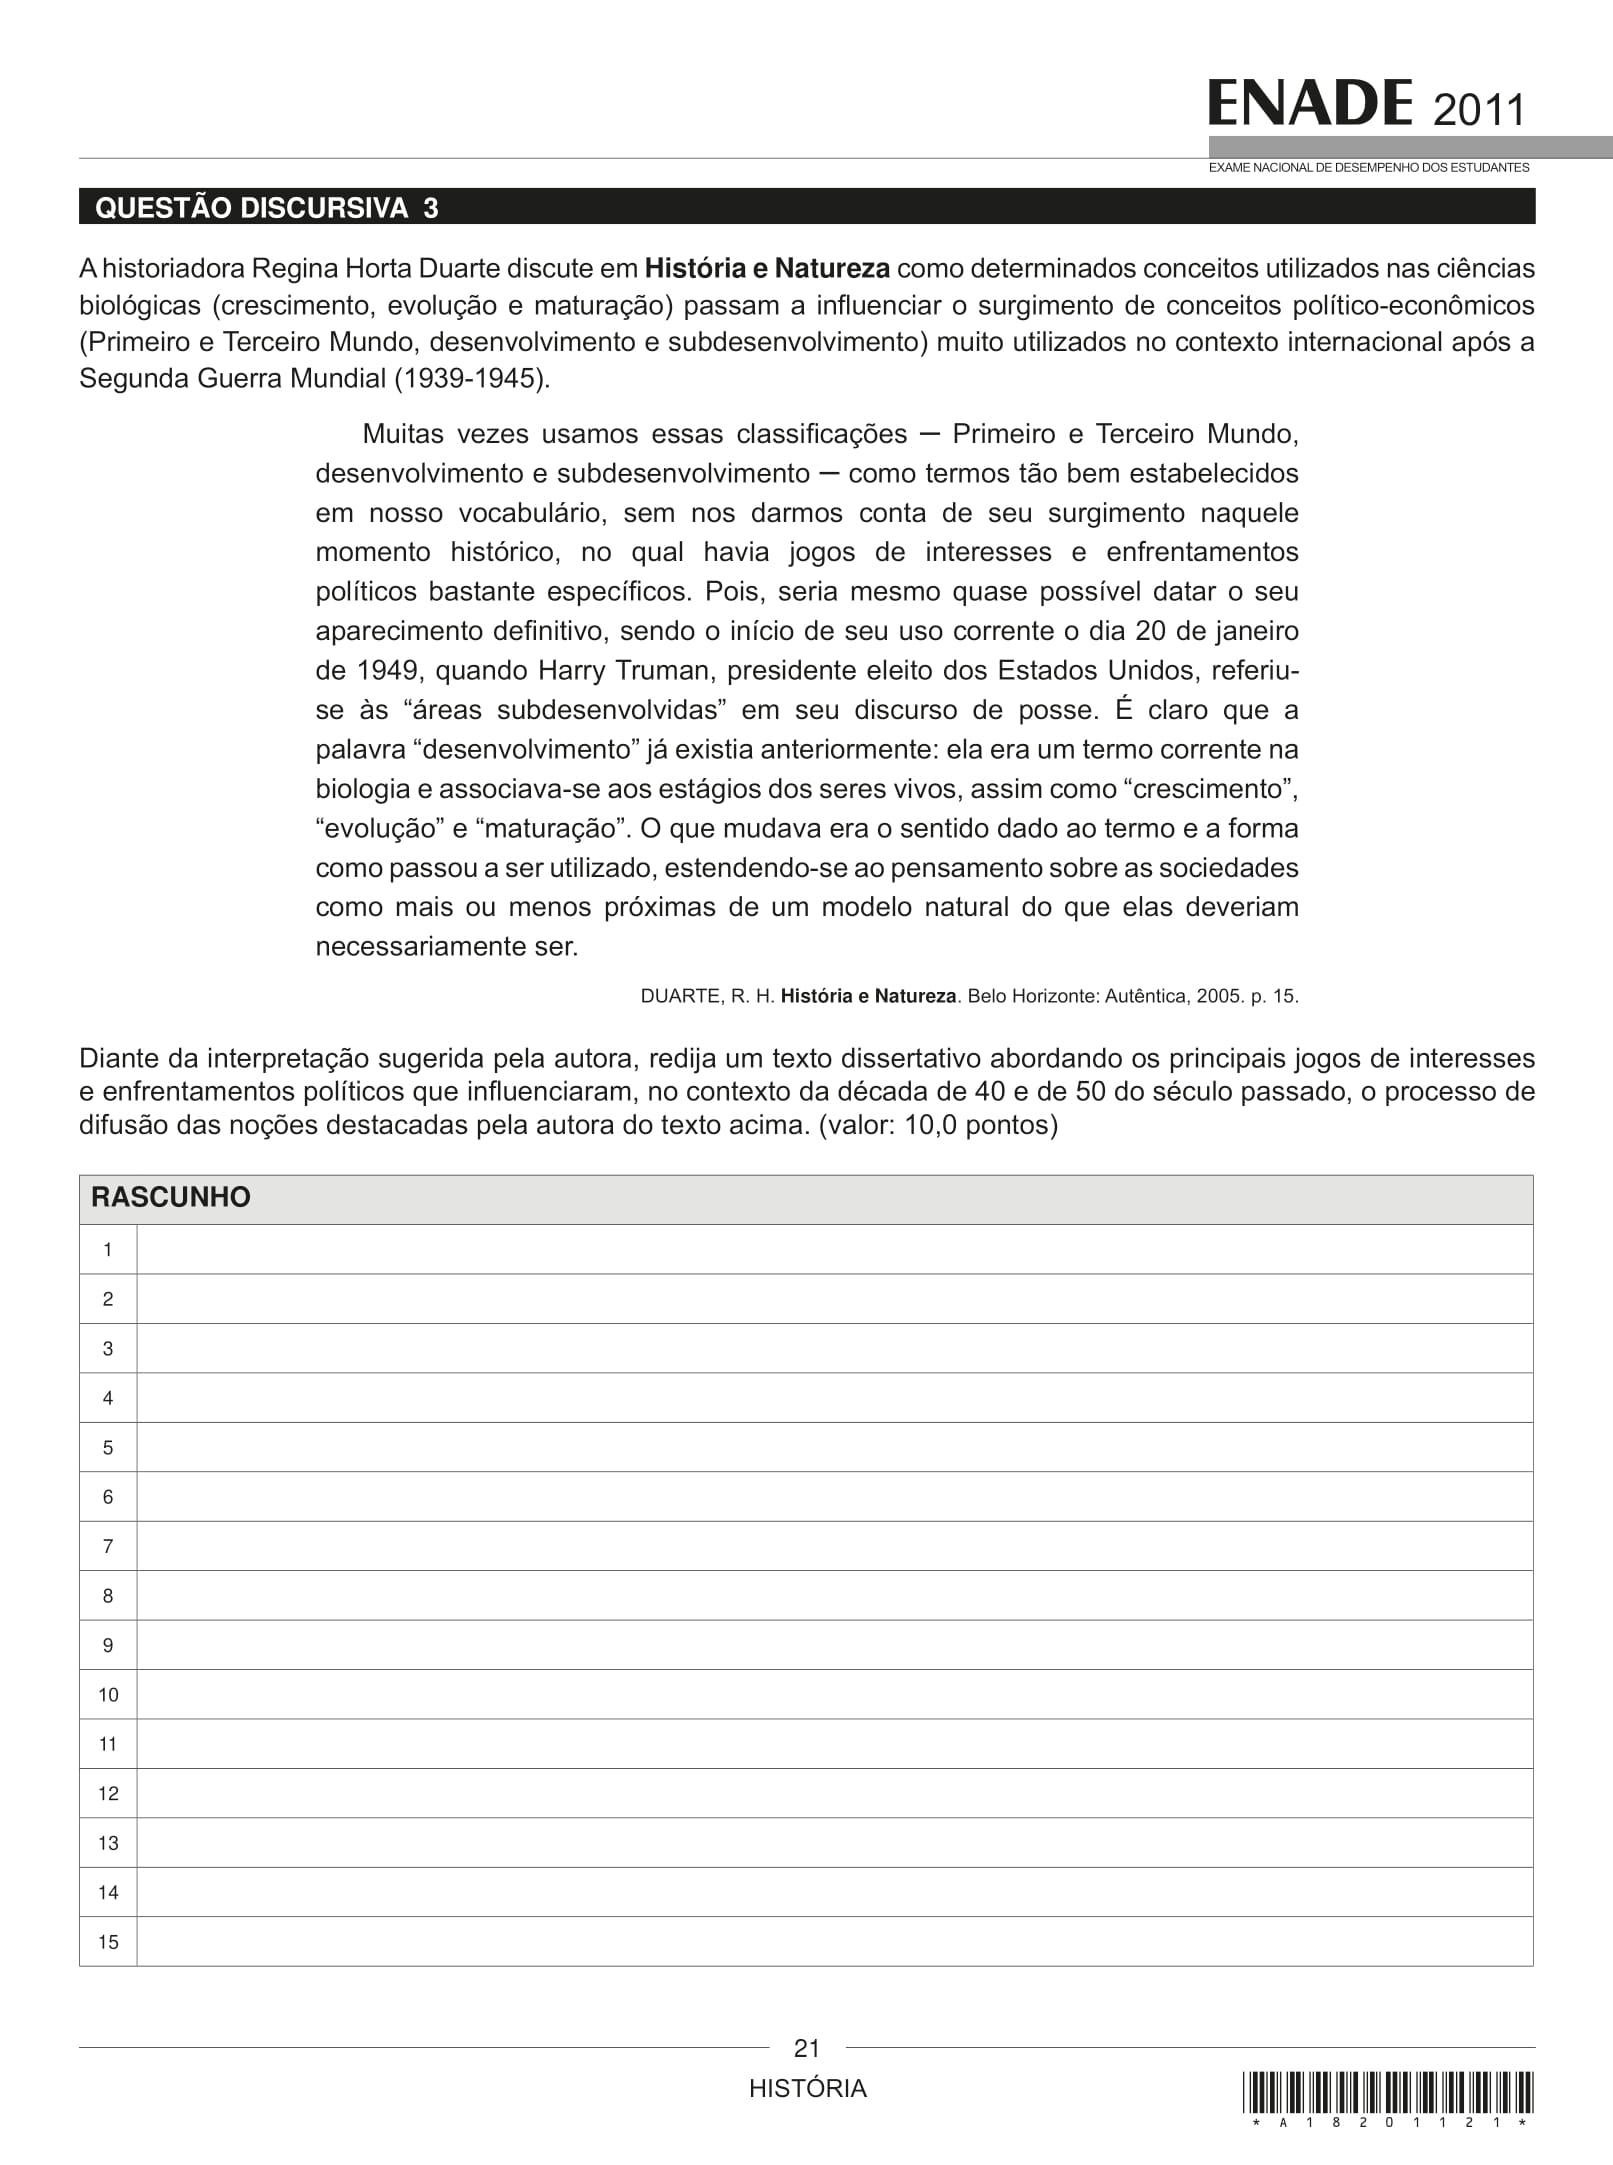 ENADE 2011
EXAME NACIONAL DE DESEMPENHO DOS ESTUDANTES
QUESTÃO DISCURSIVA 3
A historiadora Regina Horta Duarte discute em História e Natureza como determinados conceitos utilizados nas ciências
biológicas (crescimento, evolução e maturação) passam a influenciar o surgimento de conceitos político-econômicos
(Primeiro e Terceiro Mundo, desenvolvimento e subdesenvolvimento) muito utilizados no contexto internacional após a
Segunda Guerra Mundial (1939-1945).
Muitas vezes usamos essas classificações — Primeiro e Terceiro Mundo,
desenvolvimento e subdesenvolvimento — como termos tão bem estabelecidos
em nosso vocabulário, sem nos darmos conta de seu surgimento naquele
momento histórico, no qual havia jogos de interesses e enfrentamentos
políticos bastante específicos. Pois, seria mesmo quase possível datar o seu
aparecimento definitivo, sendo o início de seu uso corrente o dia 20 de janeiro
de 1949, quando Harry Truman, presidente eleito dos Estados Unidos, referiu-
se às “áreas subdesenvolvidas” em seu discurso de posse. É claro que a
palavra “desenvolvimento” já existia anteriormente: ela era um termo corrente na
biologia e associava-se aos estágios dos seres vivos, assim como “crescimento”,
“evolução” e “maturação”. O que mudava era o sentido dado ao termo e a forma
como passou a ser utilizado, estendendo-se ao pensamento sobre as sociedades
como mais ou menos próximas de um modelo natural do que elas deveriam
necessariamente ser.
DUARTE, R. H. História e Natureza. Belo Horizonte: Autêntica, 2005. p. 15.
Diante da interpretação sugerida pela autora, redija um texto dissertativo abordando os principais jogos de interesses
e enfrentamentos políticos que influenciaram, no contexto da década de 40 e de 50 do século passado, o processo de
difusão das noções destacadas pela autora do texto acima. (valor: 10,0 pontos)
RASCUNHO
1
2
3
4
5
6
7
8
9
10
11
12
13
14
15
21
HISTÓRIA
* A 1 8 2 0 1 1 2 1 *